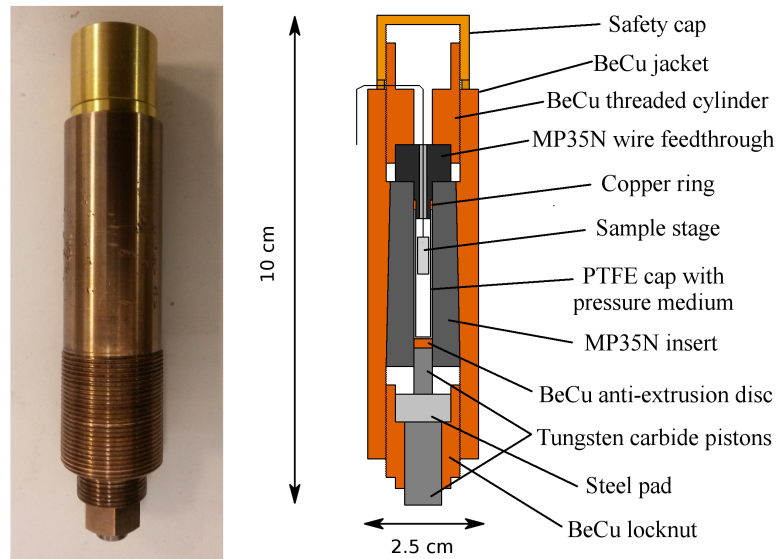 Safety cap
BeCu jacket
BeCu threaded cylinder
MP35N wire feedthrough
Copper ring
Sample stage
PTFE cap with
pressure medium
MP35N insert
BeCu anti-extrusion disc
Tungsten carbide pistons
Steel pad
BeCu locknut
10 cm
2.5 cm